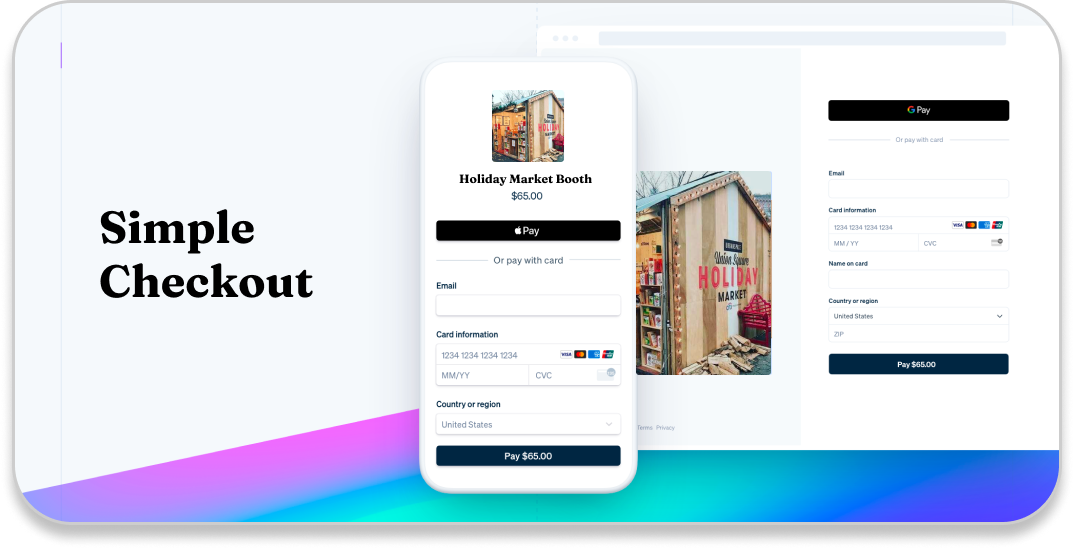 Simple
Checkout
Holiday Market Booth
$65.00
Pay
Or pay with card
Email
Card information
1234 1234 1234 1234
VISA
MM/YY
CVC
Country or region
United States
Pay $65.00
Union Square
HOLIDAY
MARKET
Terms Privacy
G Pay
Or pay with card
Email
Card information
1234 1234 1234 1234
VISA
MM / YY
CVC
Name on card
Country or region
United States
ZIP
Pay $65.00